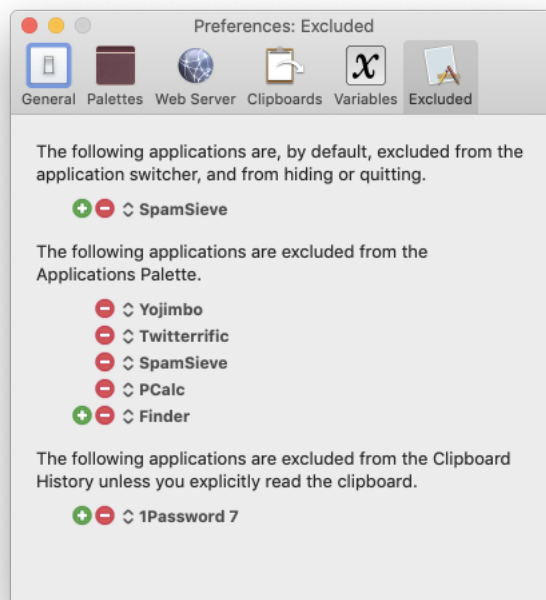 Preferences: Excluded
General Palettes Web Server Clipboards Variables Excluded
The following applications are, by default, excluded from the
application switcher, and from hiding or quitting.
SpamSieve
The following applications are excluded from the
Applications Palette.
Yojimbo
Twitterrific
SpamSieve
PCalc
Finder
The following applications are excluded from the Clipboard
History unless you explicitly read the clipboard.
1Password 7